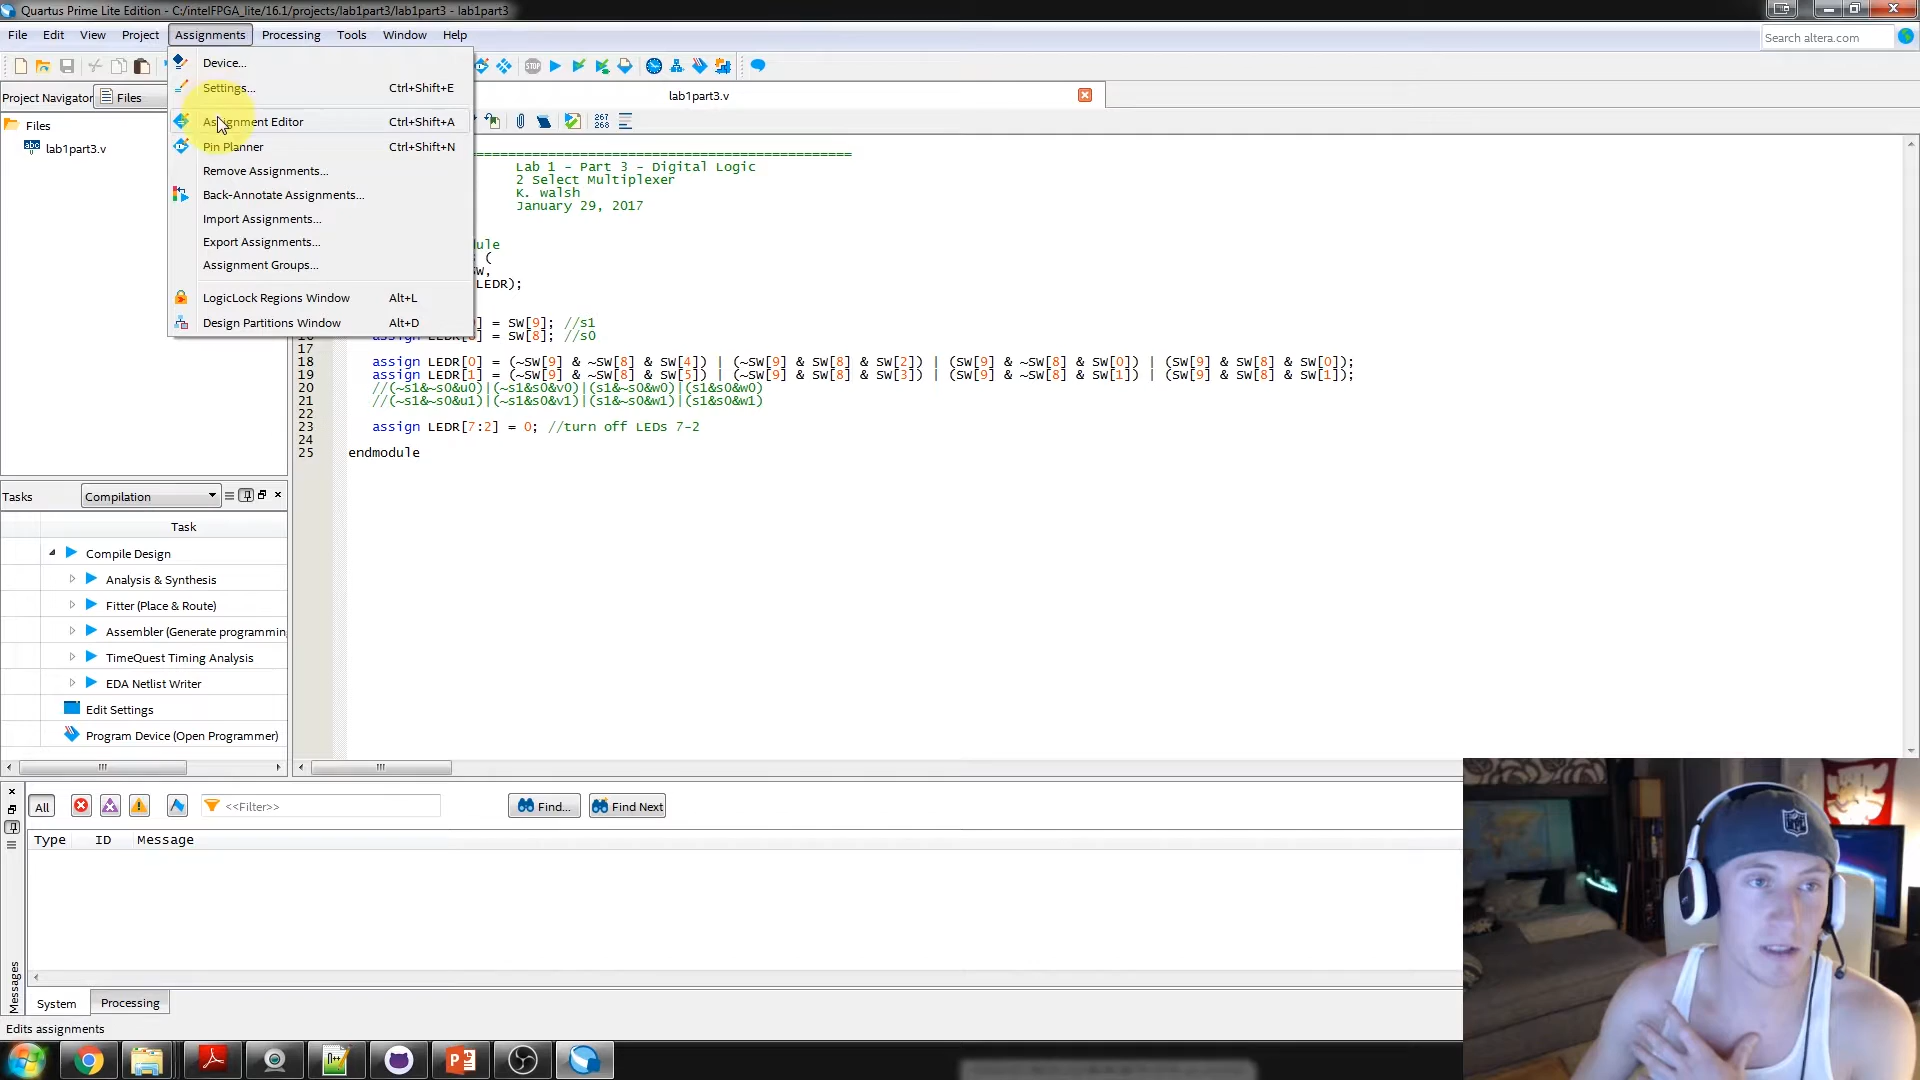 Quartus Prime Lite Edition - C:/intelFPGA_lite/16.1/projects/lab1part3/lab1part3 - lab1part3
File Edit View Project Assignments Processing Tools Window Help
Search altera.com
Device...
Settings... Ctrl+Shift+E
Assignment Editor Ctrl+Shift+A
Pin Planner Ctrl+Shift+N
Remove Assignments...
Back-Annotate Assignments...
Import Assignments...
Export Assignments...
Assignment Groups...
LogicLock Regions Window Alt+L
Design Partitions Window Alt+D
Project Navigator Files
Files
lab1part3.v
lab1part3.v
267
268
Lab 1 - Part 3 - Digital Logic
2 Select Multiplexer
K. walsh
January 29, 2017
ule
(
SW,
LEDR);
] = SW[9]; //s1
] = SW[8]; //s0
17
18 assign LEDR[0] = (~SW[9] & ~SW[8] & SW[4]) | (~SW[9] & SW[8] & SW[2]) | (SW[9] & ~SW[8] & SW[0]) | (SW[9] & SW[8] & SW[0]);
19 assign LEDR[1] = (~SW[9] & ~SW[8] & SW[5]) | (~SW[9] & SW[8] & SW[3]) | (SW[9] & ~SW[8] & SW[1]) | (SW[9] & SW[8] & SW[1]);
20 //(~s1&~s0&u0)|(~s1&s0&v0)|(s1&~s0&w0)|(s1&s0&w0)
21 //(~s1&~s0&u1)|(~s1&s0&v1)|(s1&~s0&w1)|(s1&s0&w1)
22
23 assign LEDR[7:2] = 0; //turn off LEDs 7-2
24
25 endmodule
Tasks Compilation
Task
Compile Design
Analysis & Synthesis
Fitter (Place & Route)
Assembler (Generate programmin
TimeQuest Timing Analysis
EDA Netlist Writer
Edit Settings
Program Device (Open Programmer)
All <<Filter>> Find... Find Next
Type ID Message
Messages
System Processing
Edits assignments